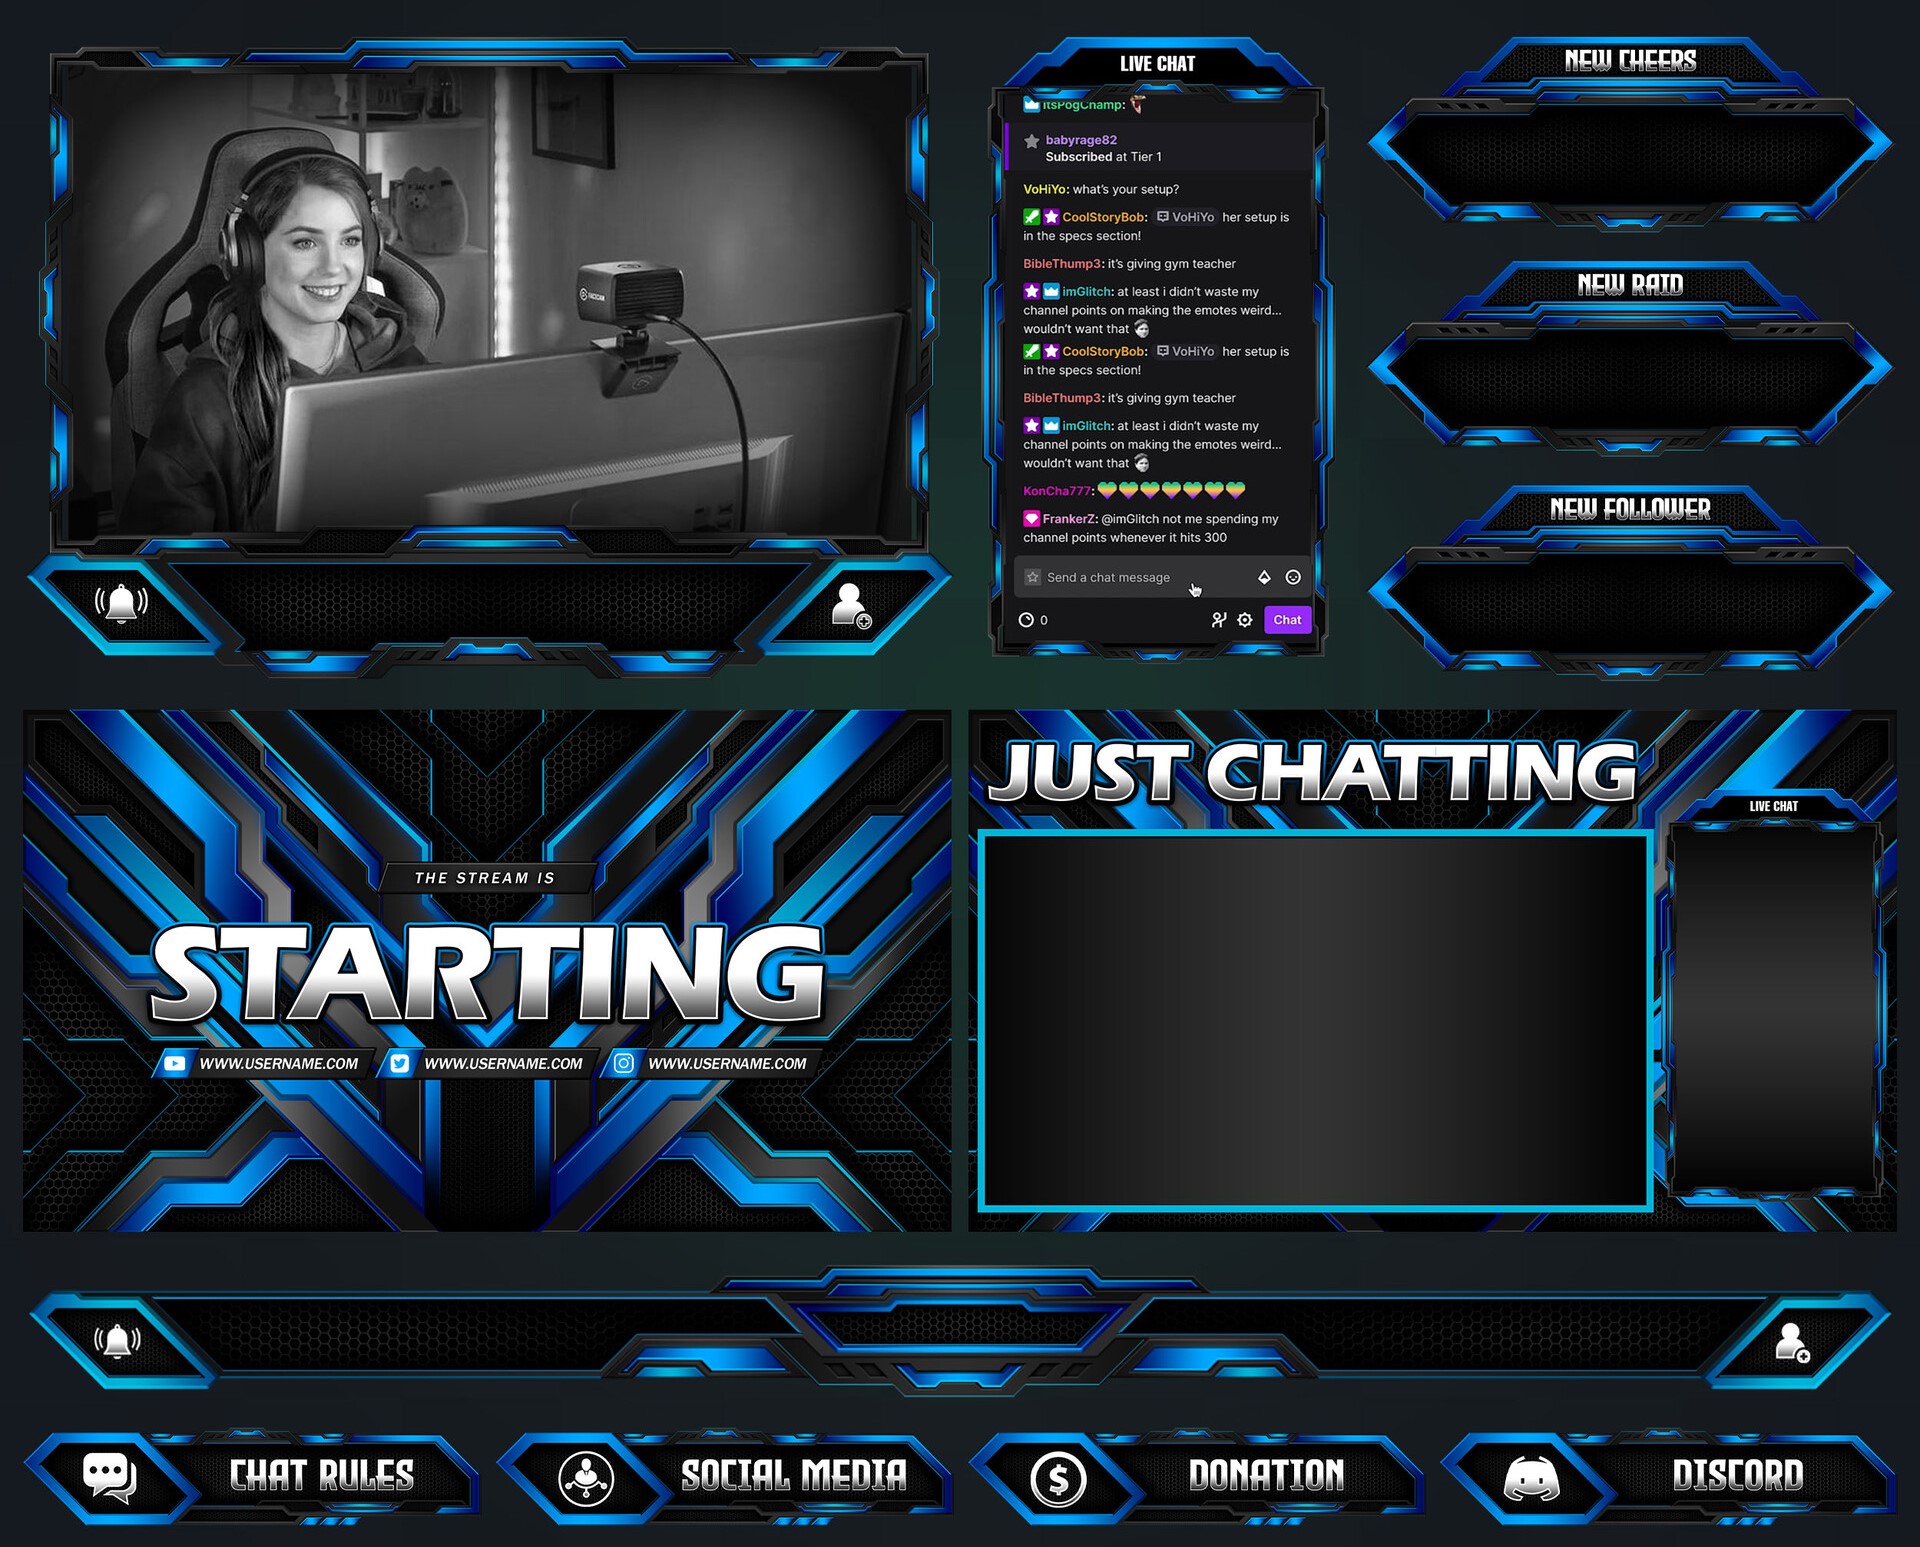 FACECAM
LIVE CHAT
ItsPogChamp:
babyrage82
Subscribed at Tier 1
VoHiYo: what's your setup?
CoolStoryBob: VoHiYo her setup is
in the specs section!
BibleThump3: it's giving gym teacher
imGlitch: at least i didn't waste my
channel points on making the emotes weird...
wouldn't want that
CoolStoryBob: VoHiYo her setup is
in the specs section!
BibleThump3: it's giving gym teacher
imGlitch: at least i didn't waste my
channel points on making the emotes weird...
wouldn't want that
KonCha777:
FrankerZ: @imGlitch not me spending my
channel points whenever it hits 300
Send a chat message
0
Chat
NEW CHEERS
NEW RAID
NEW FOLLOWER
THE STREAM IS
STARTING
WWW.USERNAME.COM
WWW.USERNAME.COM
WWW.USERNAME.COM
JUST CHATTING
LIVE CHAT
CHAT RULES
SOCIAL MEDIA
DONATION
DISCORD